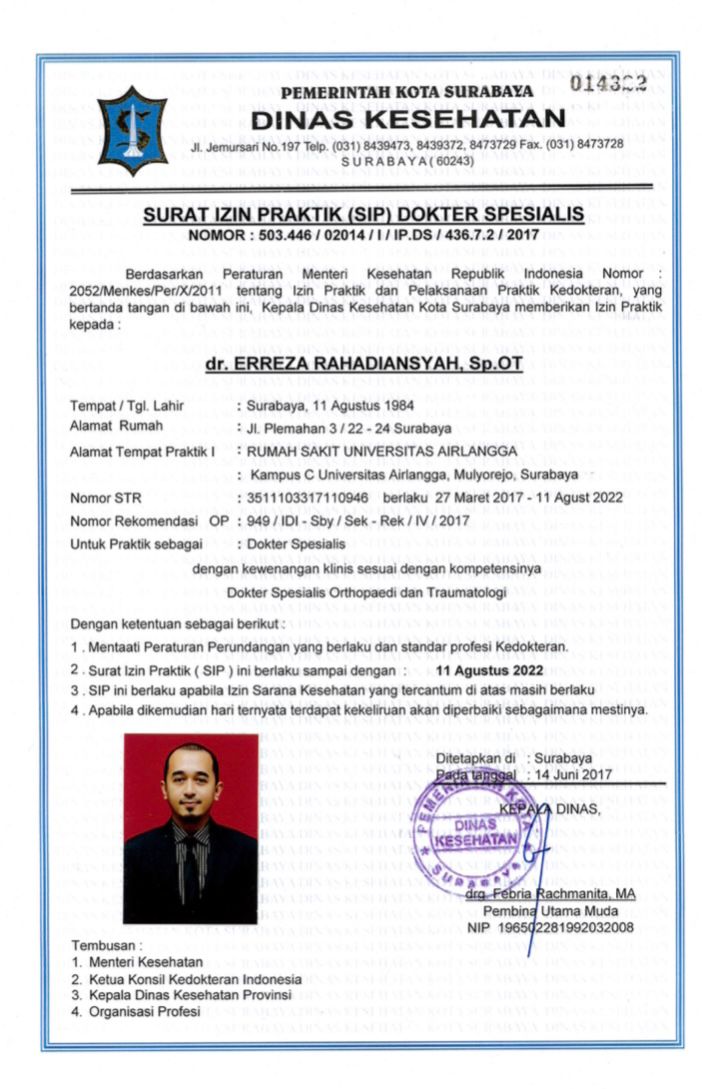 PEMERINTAH KOTA SURABAYA
DINAS KESEHATAN
Jl. Jemursari No.197 Telp. (031) 8439473, 8439372, 8473729 Fax. (031) 8473728
SURABAYA ( 60243)
SURAT IZIN PRAKTIK (SIP) DOKTER SPESIALIS
NOMOR : 503.446 / 02014 / I / IP.DS / 436.7.2 / 2017
Berdasarkan Peraturan Menteri Kesehatan Republik Indonesia Nomor :
2052/Menkes/Per/X/2011 tentang Izin Praktik dan Pelaksanaan Praktik Kedokteran, yang
bertanda tangan di bawah ini, Kepala Dinas Kesehatan Kota Surabaya memberikan Izin Praktik
kepada :
dr. ERREZA RAHADIANSYAH, Sp.OT
Tempat / Tgl. Lahir : Surabaya, 11 Agustus 1984
Alamat Rumah : Jl. Plemahan 3 / 22 - 24 Surabaya
Alamat Tempat Praktik I : RUMAH SAKIT UNIVERSITAS AIRLANGGA
: Kampus C Universitas Airlangga, Mulyorejo, Surabaya
Nomor STR : 3511103317110946 berlaku 27 Maret 2017 - 11 Agust 2022
Nomor Rekomendasi OP : 949 / IDI - Sby / Sek - Rek / IV / 2017
Untuk Praktik sebagai : Dokter Spesialis
dengan kewenangan klinis sesuai dengan kompetensinya
Dokter Spesialis Orthopaedi dan Traumatologi
Dengan ketentuan sebagai berikut :
1 . Mentaati Peraturan Perundangan yang berlaku dan standar profesi Kedokteran.
2 . Surat Izin Praktik ( SIP ) ini berlaku sampai dengan : 11 Agustus 2022
3 . SIP ini berlaku apabila Izin Sarana Kesehatan yang tercantum di atas masih berlaku
4 . Apabila dikemudian hari ternyata terdapat kekeliruan akan diperbaiki sebagaimana mestinya.
Ditetapkan di : Surabaya
Pada tanggal : 14 Juni 2017
KEPALA DINAS,
PEMERINTAH KOTA
DINAS
KESEHATAN
SURABAYA
drg. Febria Rachmanita, MA
Pembina Utama Muda
NIP 196502281992032008
Tembusan :
1. Menteri Kesehatan
2. Ketua Konsil Kedokteran Indonesia
3. Kepala Dinas Kesehatan Provinsi
4. Organisasi Profesi